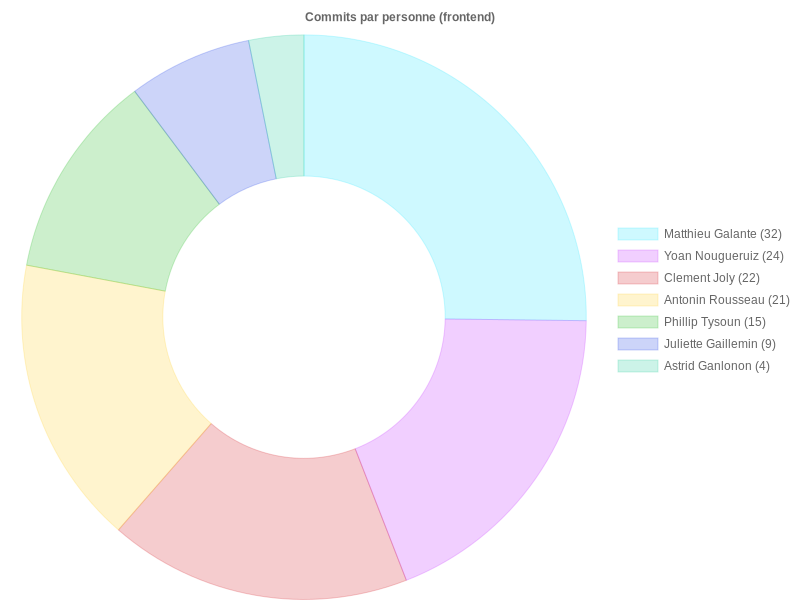 Commits par personne (frontend)
Matthieu Galante (32)
Yoan Nougueruiz (24)
Clement Joly (22)
Antonin Rousseau (21)
Phillip Tysoun (15)
Juliette Gaillemin (9)
Astrid Ganlonon (4)